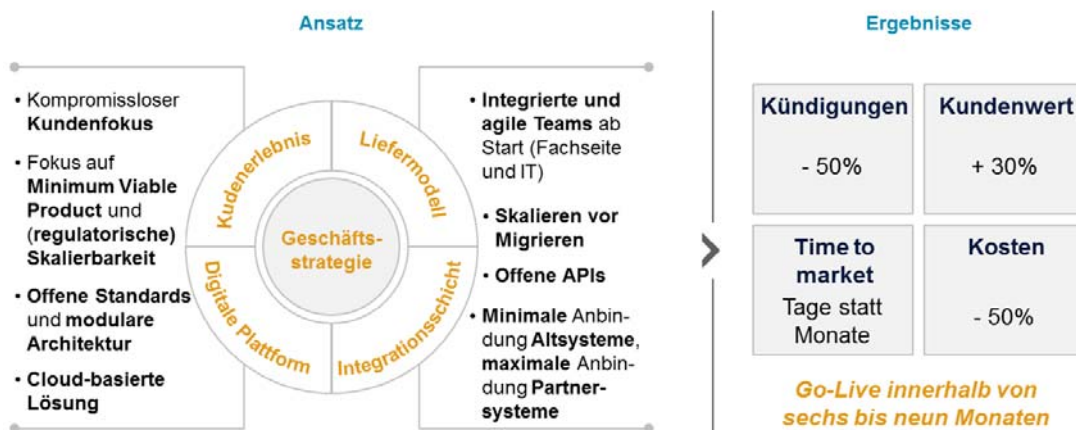 Ansatz
• Kompromissloser
Kundenfokus
• Fokus auf
Minimum Viable
Product und
(regulatorische)
Skalierbarkeit
• Offene Standards
und modulare
Architektur
• Cloud-basierte
Lösung
Kudenerlebnis
Liefermodell
Geschäfts-
strategie
Digitale Plattform
Integrationsschicht
• Integrierte und
agile Teams ab
Start (Fachseite
und IT)
• Skalieren vor
Migrieren
• Offene APIs
• Minimale Anbin-
dung Altsysteme,
maximale Anbin-
dung Partner-
systeme
Ergebnisse
Kündigungen
- 50%
Kundenwert
+ 30%
Time to
market
Tage statt
Monate
Kosten
- 50%
Go-Live innerhalb von
sechs bis neun Monaten